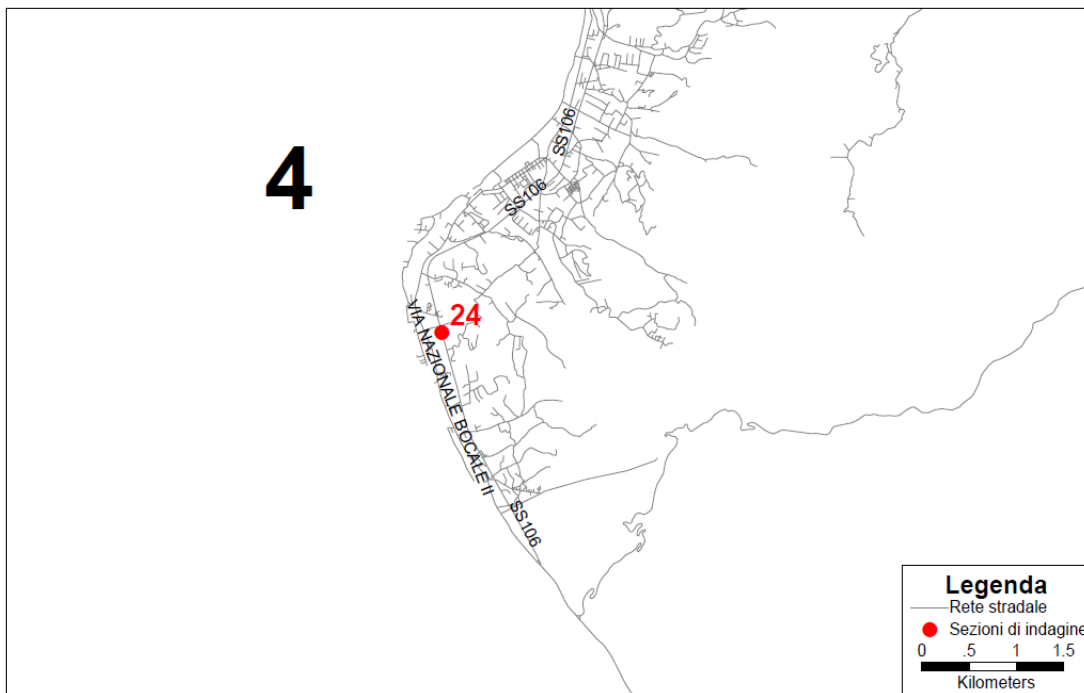 SS106
4
SS106
24
VIA NAZIONALE BOCALE II
SS106
Legenda
Rete stradale
Sezioni di indagine
0 .5 1 1.5
Kilometers